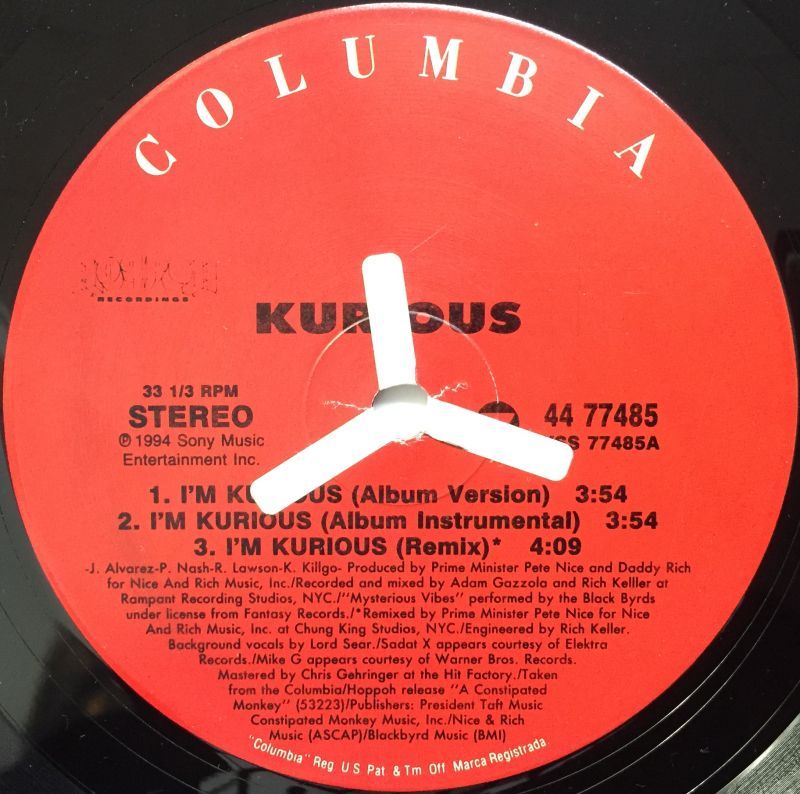 COLUMBIA
RECORDINGS
KURIOUS
33 1/3 RPM
STEREO
℗ 1994 Sony Music
Entertainment Inc.
44 77485
77485A
1. I'M KURIOUS (Album Version) 3:54
2. I'M KURIOUS (Album Instrumental) 3:54
3. I'M KURIOUS (Remix)* 4:09
-J. Alvarez-P. Nash-R. Lawson-K. Killgo- Produced by Prime Minister Pete Nice and Daddy Rich
for Nice And Rich Music, Inc./Recorded and mixed by Adam Gazzola and Rich Kelller at
Rampant Recording Studios, NYC./"Mysterious Vibes" performed by the Black Byrds
under license from Fantasy Records./*Remixed by Prime Minister Pete Nice for Nice
And Rich Music, Inc. at Chung King Studios, NYC./Engineered by Rich Keller.
Background vocals by Lord Sear./Sadat X appears courtesy of Elektra
Records./Mike G appears courtesy of Warner Bros. Records.
Mastered by Chris Gehringer at the Hit Factory./Taken
from the Columbia/Hoppoh release "A Constipated
Monkey" (53223)/Publishers: President Taft Music
Constipated Monkey Music, Inc./Nice & Rich
Music (ASCAP)/Blackbyrd Music (BMI)
"Columbia" Reg. U.S. Pat. & Tm. Off. Marca Registrada.